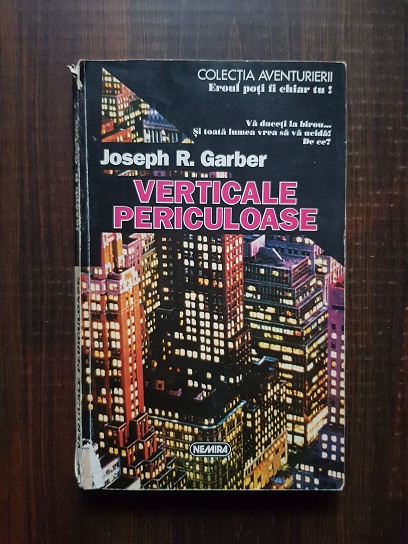 COLECȚIA AVENTURIERII
Eroul poți fi chiar tu !
Vă duceți la birou...
Și toată lumea vrea să vă ucidă!
De ce?
Joseph R. Garber
VERTICALE
PERICULOASE
NEMIRA